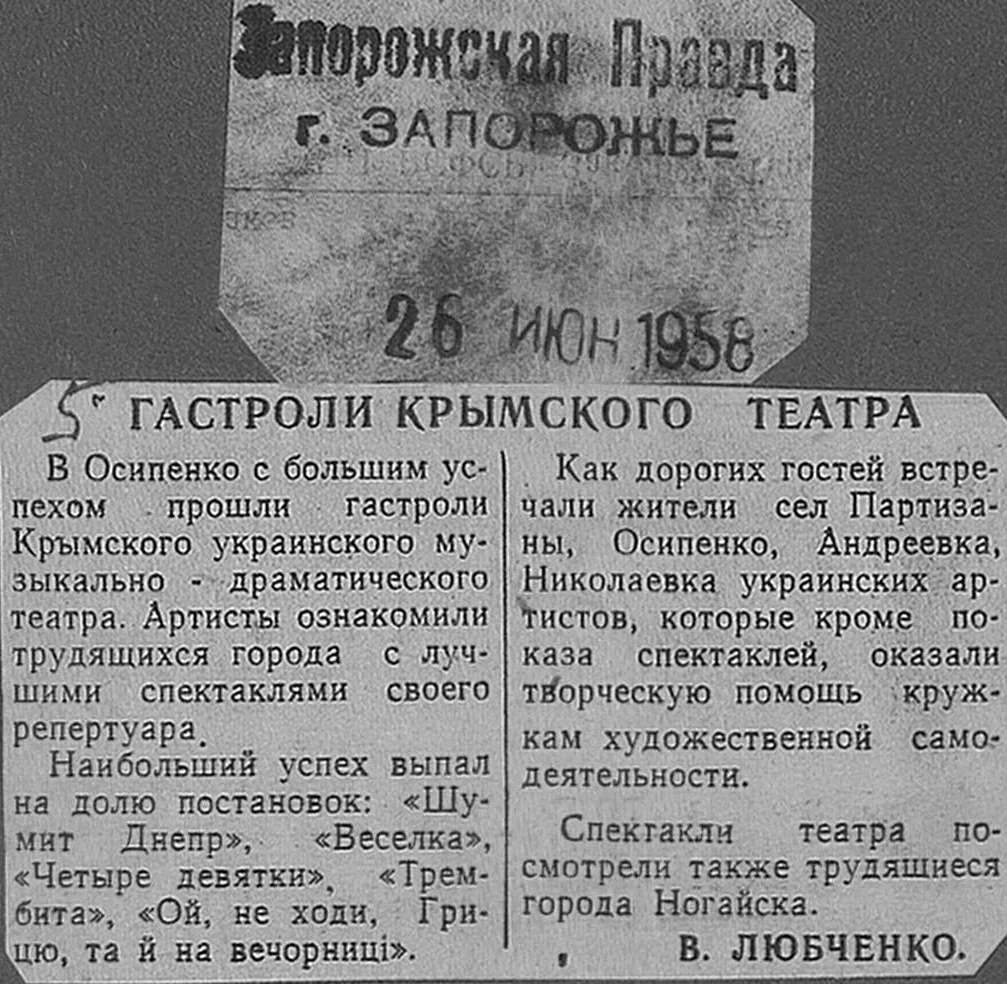 Запорожская Правда
г. ЗАПОРОЖЬЕ
26 ИЮН 1958
5
ГАСТРОЛИ КРЫМСКОГО ТЕАТРА
В Осипенко с большим ус-
пехом прошли гастроли
Крымского украинского му-
зыкально - драматического
театра. Артисты ознакомили
трудящихся города с луч-
шими спектаклями своего
репертуара.
Наибольший успех выпал
на долю постановок: «Шу-
мит Днепр», «Веселка»,
«Четыре девятки», «Трем-
бита», «Ой, не ходи, Гри-
цю, та й на вечорниці».
Как дорогих гостей встре-
чали жители сел Партиза-
ны, Осипенко, Андреевка,
Николаевка украинских ар-
тистов, которые кроме по-
каза спектаклей, оказали
творческую помощь круж-
кам художественной само-
деятельности.
Спектакли театра по-
смотрели также трудящиеся
города Ногайска.
В. ЛЮБЧЕНКО.